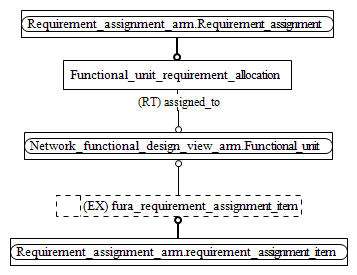 Requirement_assignment_arm.Requirement_assignment
Functional_unit_requirement_allocation
(RT) assigned_to
Network_functional_design_view_arm.Functional_unit
(EX) fura_requirement_assignment_item
Requirement_assignment_arm.requirement_assignment_item